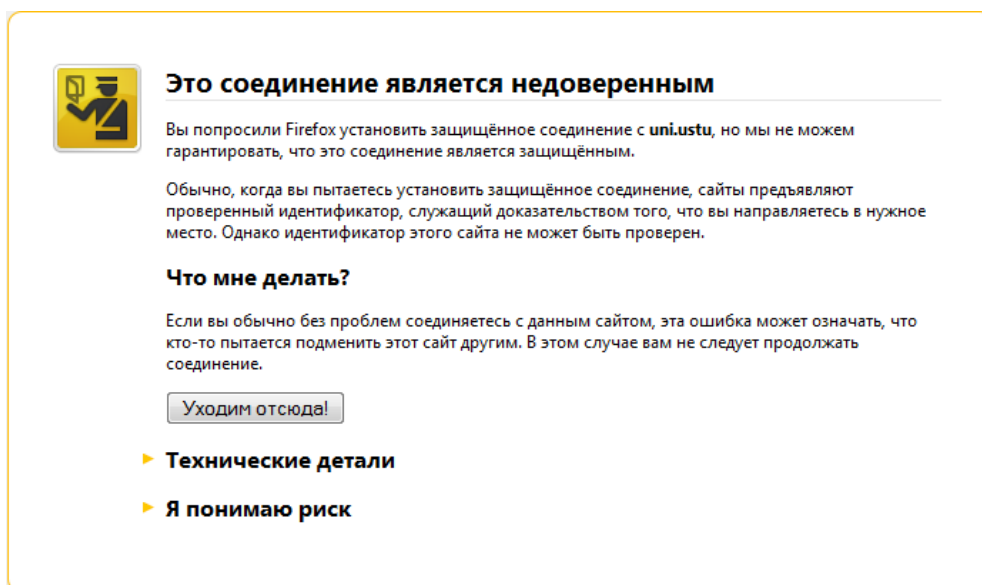 Это соединение является недоверенным
Вы попросили Firefox установить защищённое соединение с uni.ustu, но мы не можем
гарантировать, что это соединение является защищённым.
Обычно, когда вы пытаетесь установить защищённое соединение, сайты предъявляют
проверенный идентификатор, служащий доказательством того, что вы направляетесь в нужное
место. Однако идентификатор этого сайта не может быть проверен.
Что мне делать?
Если вы обычно без проблем соединяетесь с данным сайтом, эта ошибка может означать, что
кто-то пытается подменить этот сайт другим. В этом случае вам не следует продолжать
соединение.
Уходим отсюда!
Технические детали
Я понимаю риск